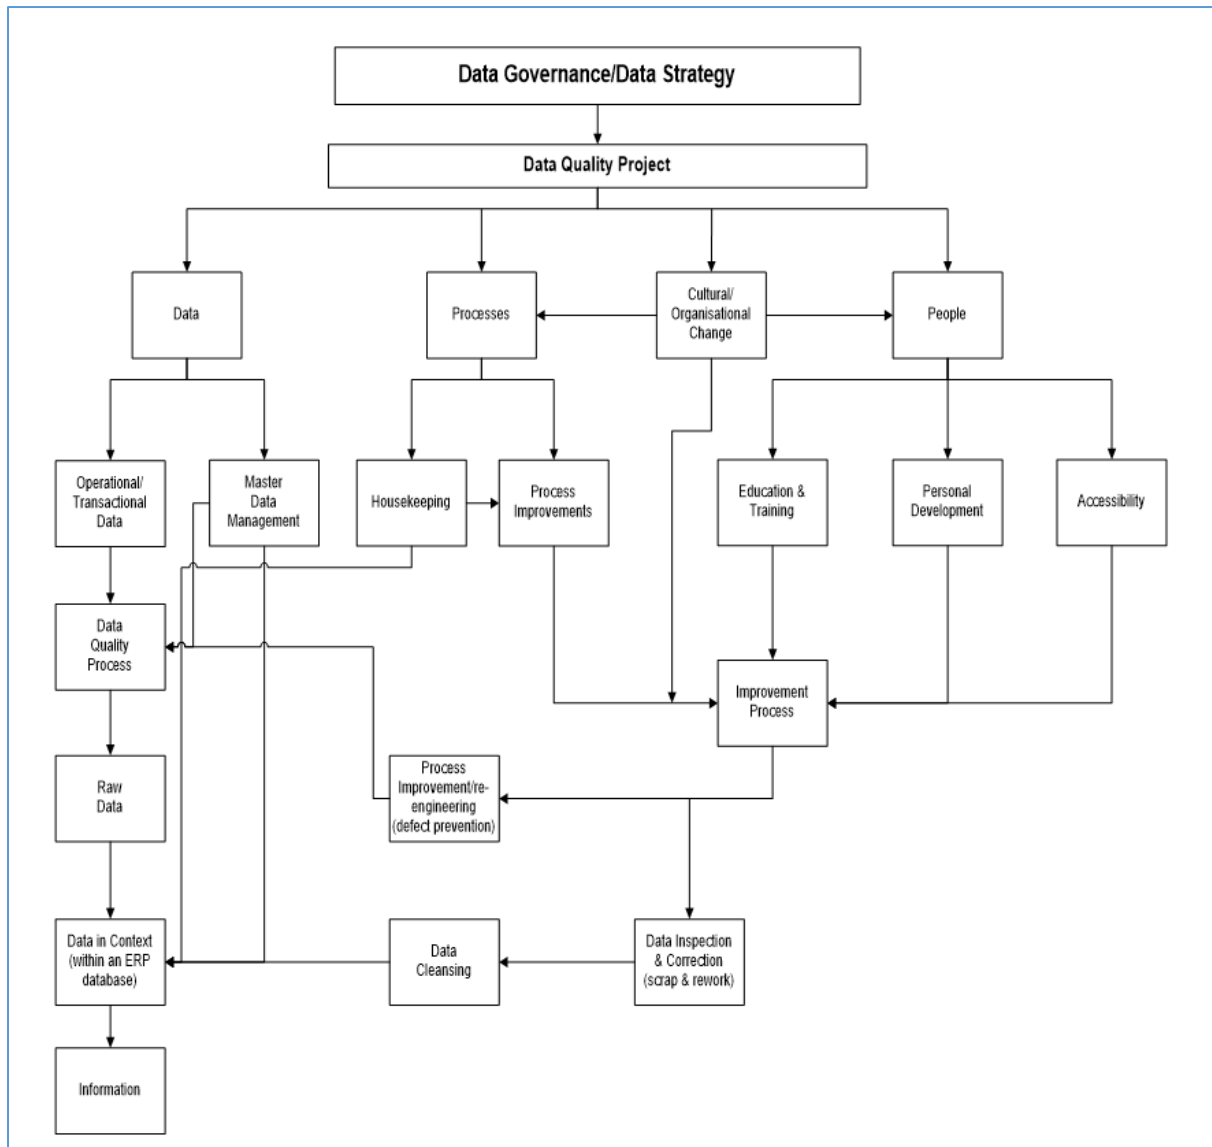 Data Governance/Data Strategy
Data Quality Project
Data
Processes
Cultural/
Organisational
Change
People
Operational/
Transactional
Data
Master
Data
Management
Housekeeping
Process
Improvements
Education &
Training
Personal
Development
Accessibility
Data
Quality
Process
Improvement
Process
Raw
Data
Process
Improvement/re-
engineering
(defect prevention)
Data in Context
(within an ERP
database)
Data
Cleansing
Data Inspection
& Correction
(scrap & rework)
Information